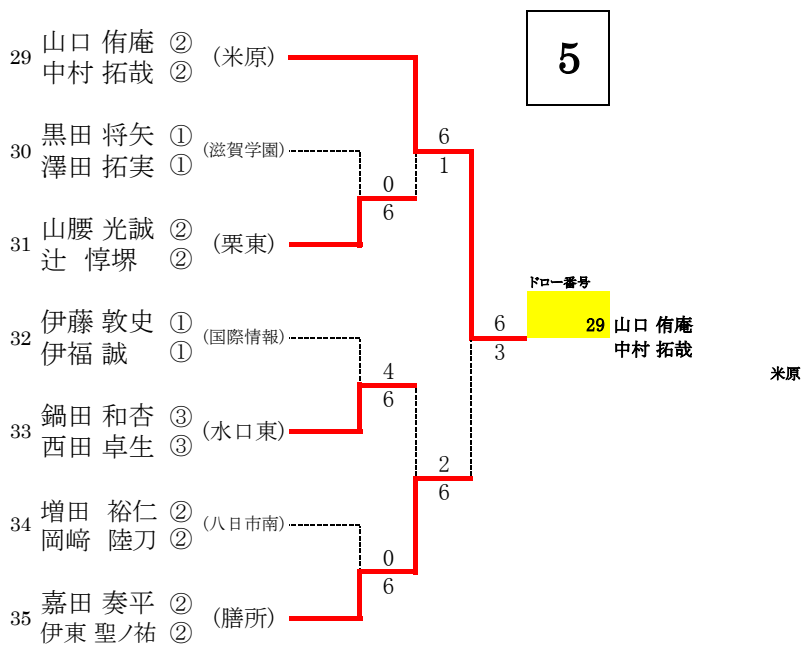 5
29 山口 侑庵 ② (米原)
中村 拓哉 ②
30 黒田 将矢 ① (滋賀学園)
澤田 拓実 ①
6
1
0
6
31 山腰 光誠 ② (栗東)
辻 惇堺 ②
ドロー番号
29 山口 侑庵
中村 拓哉
米原
6
3
32 伊藤 敦史 ① (国際情報)
伊福 誠 ①
4
6
33 鍋田 和杏 ③ (水口東)
西田 卓生 ③
2
6
34 増田 裕仁 ② (八日市南)
岡﨑 陸刀 ②
0
6
35 嘉田 奏平 ② (膳所)
伊東 聖ノ祐 ②